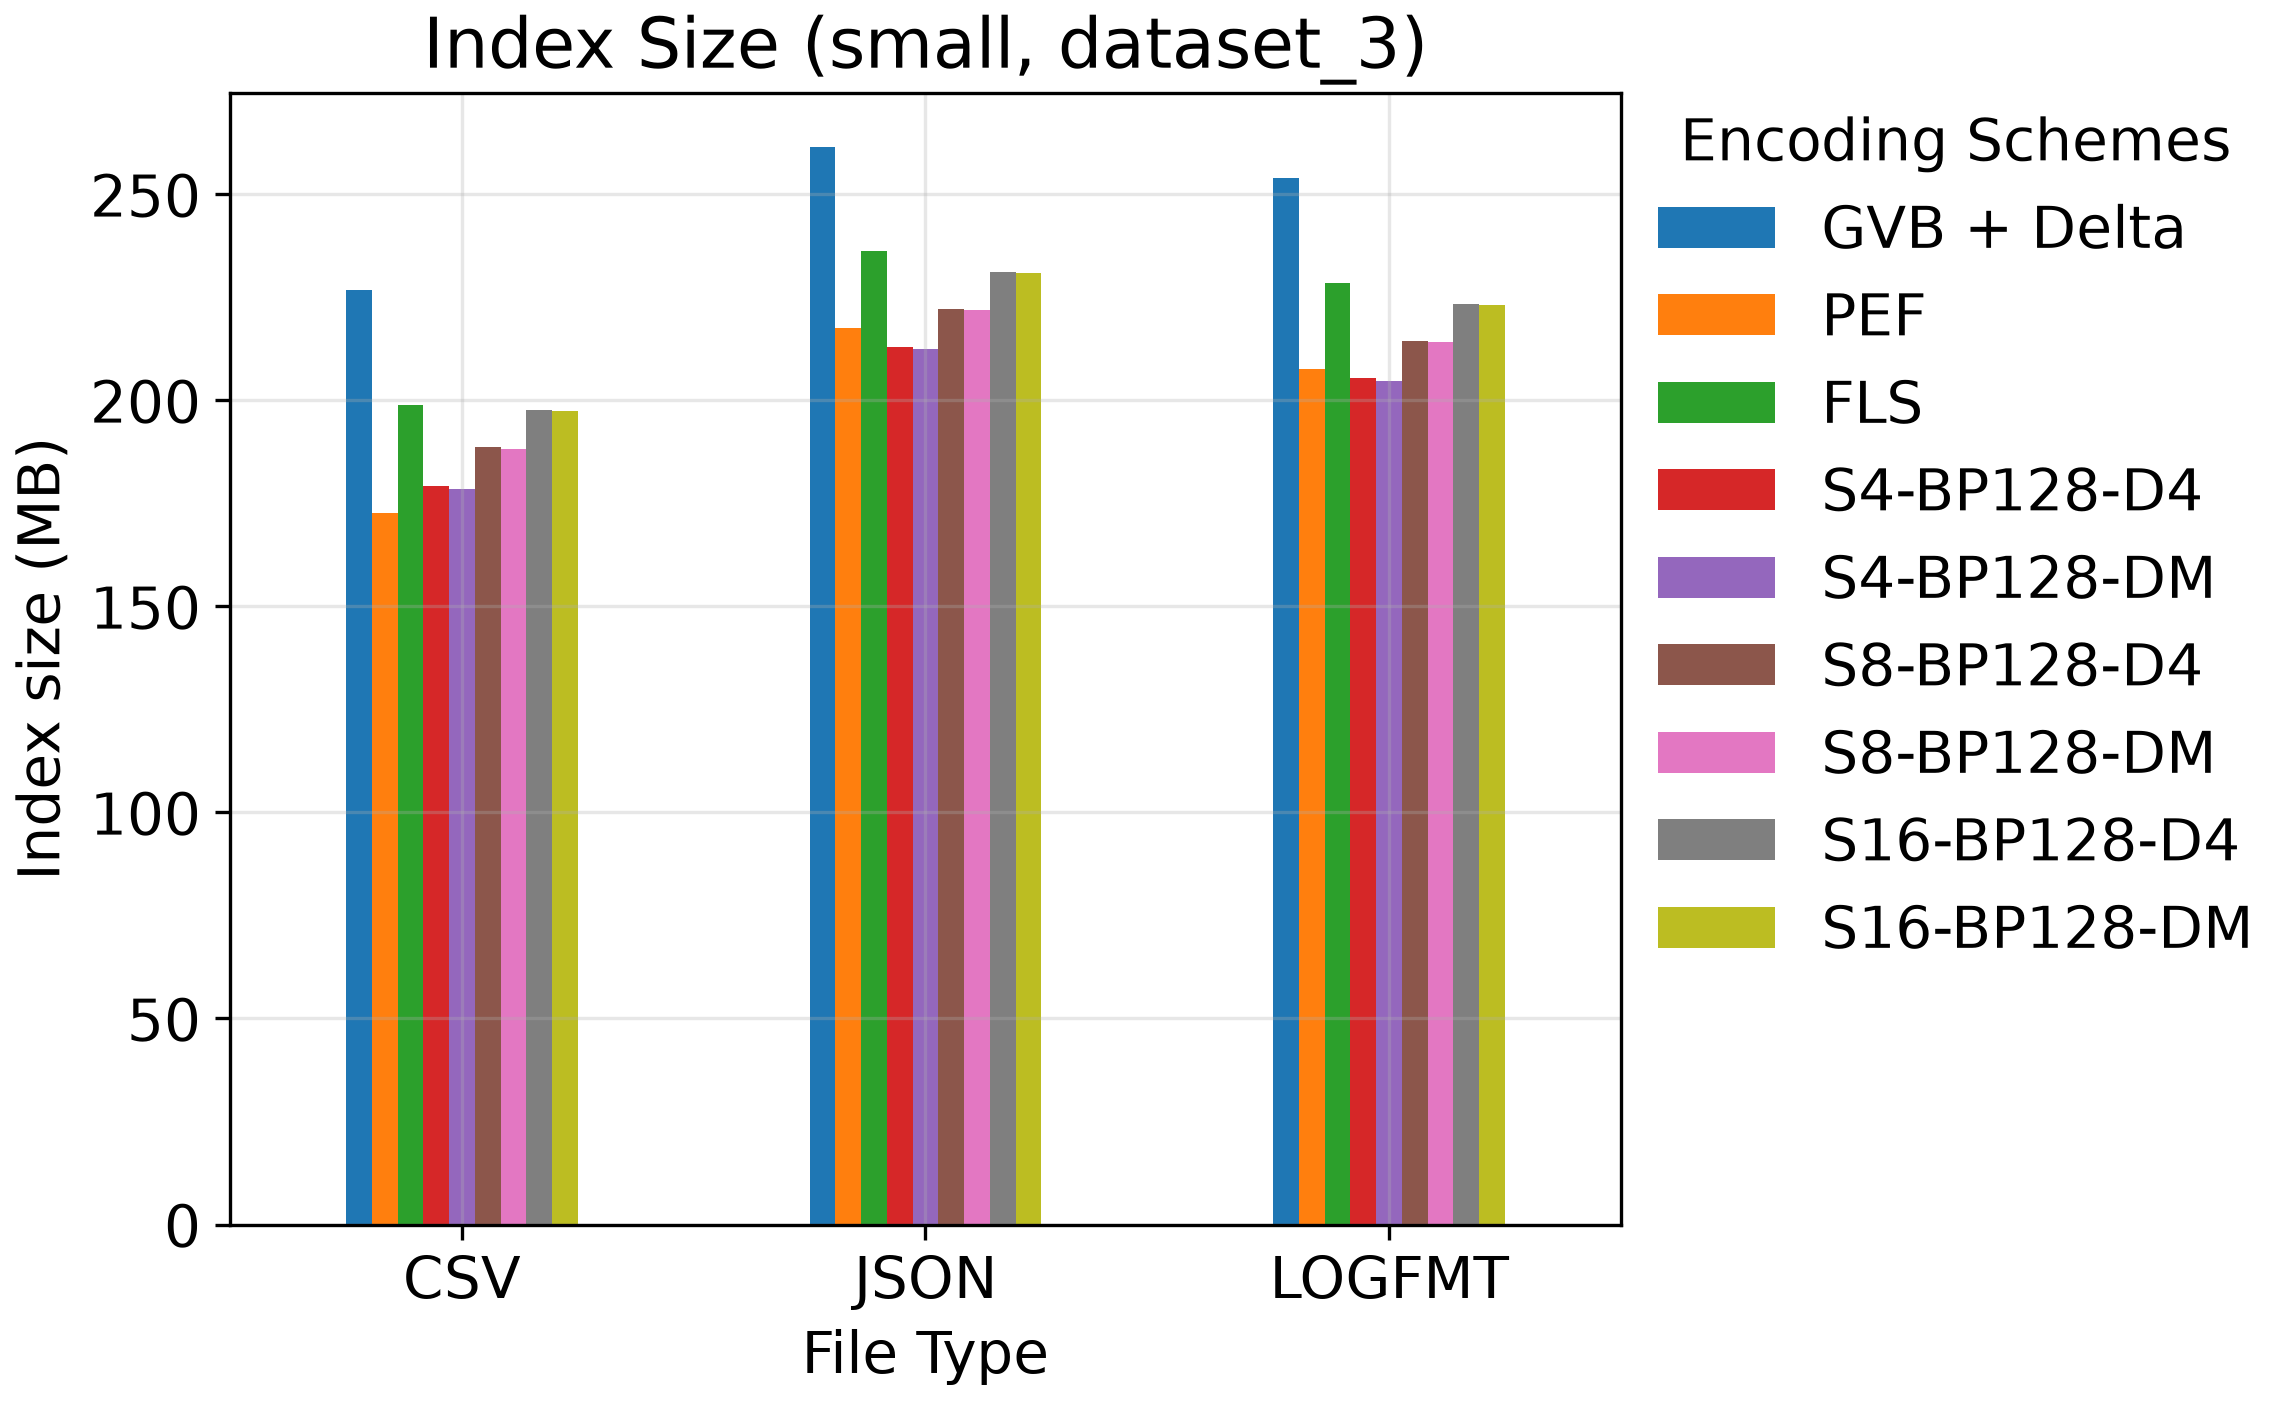 Index Size (small, dataset_3)
Index size (MB)
250
200
150
100
50
0
CSV
JSON
LOGFMT
File Type
Encoding Schemes
GVB + Delta
PEF
FLS
S4-BP128-D4
S4-BP128-DM
S8-BP128-D4
S8-BP128-DM
S16-BP128-D4
S16-BP128-DM